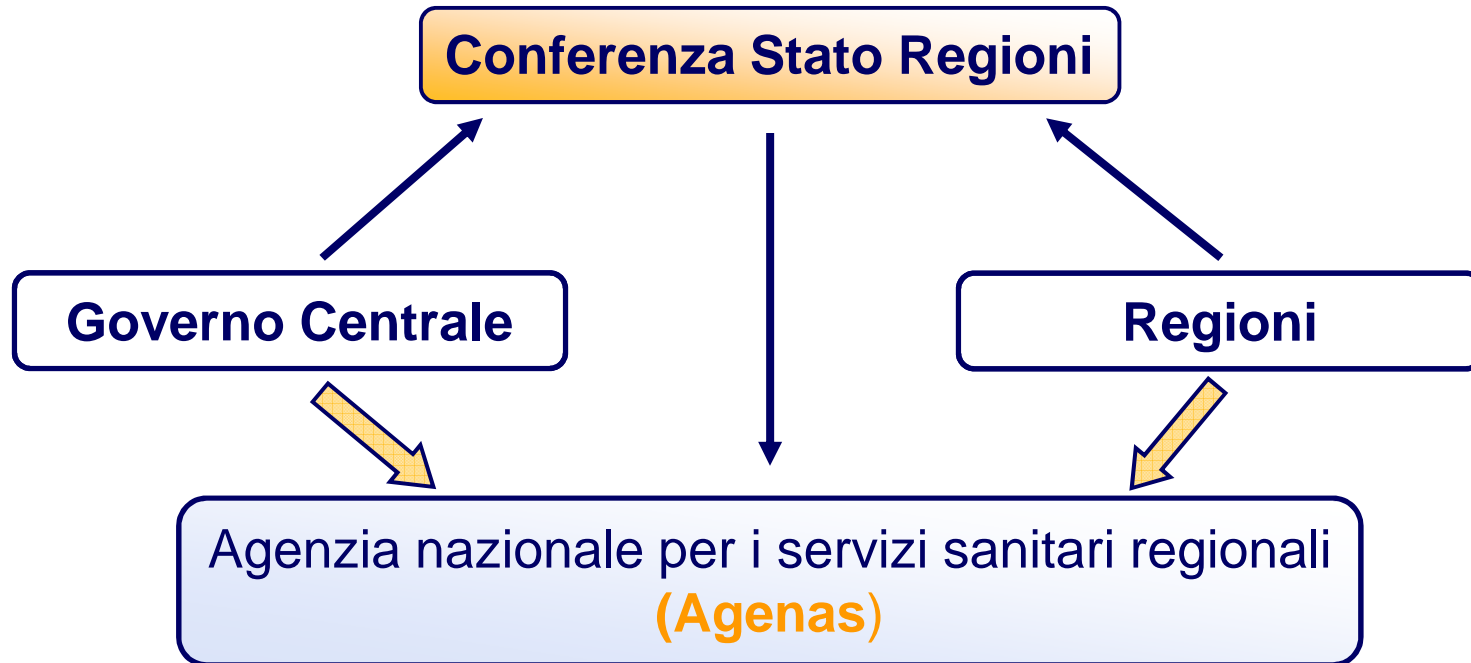 Conferenza Stato Regioni
Governo Centrale
Regioni
Agenzia nazionale per i servizi sanitari regionali
(Agenas)